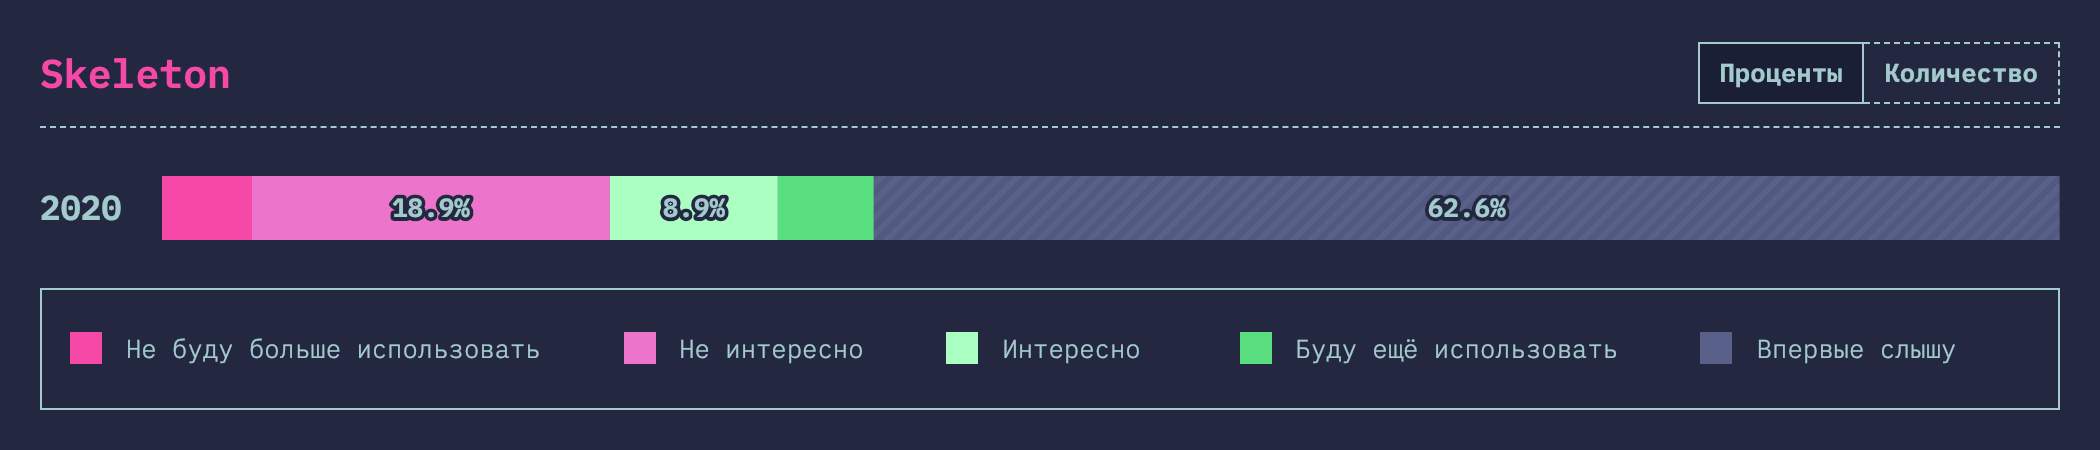 Skeleton
Проценты Количество
2020 18.9% 8.9% 62.6%
Не буду больше использовать Не интересно Интересно Буду ещё использовать Впервые слышу